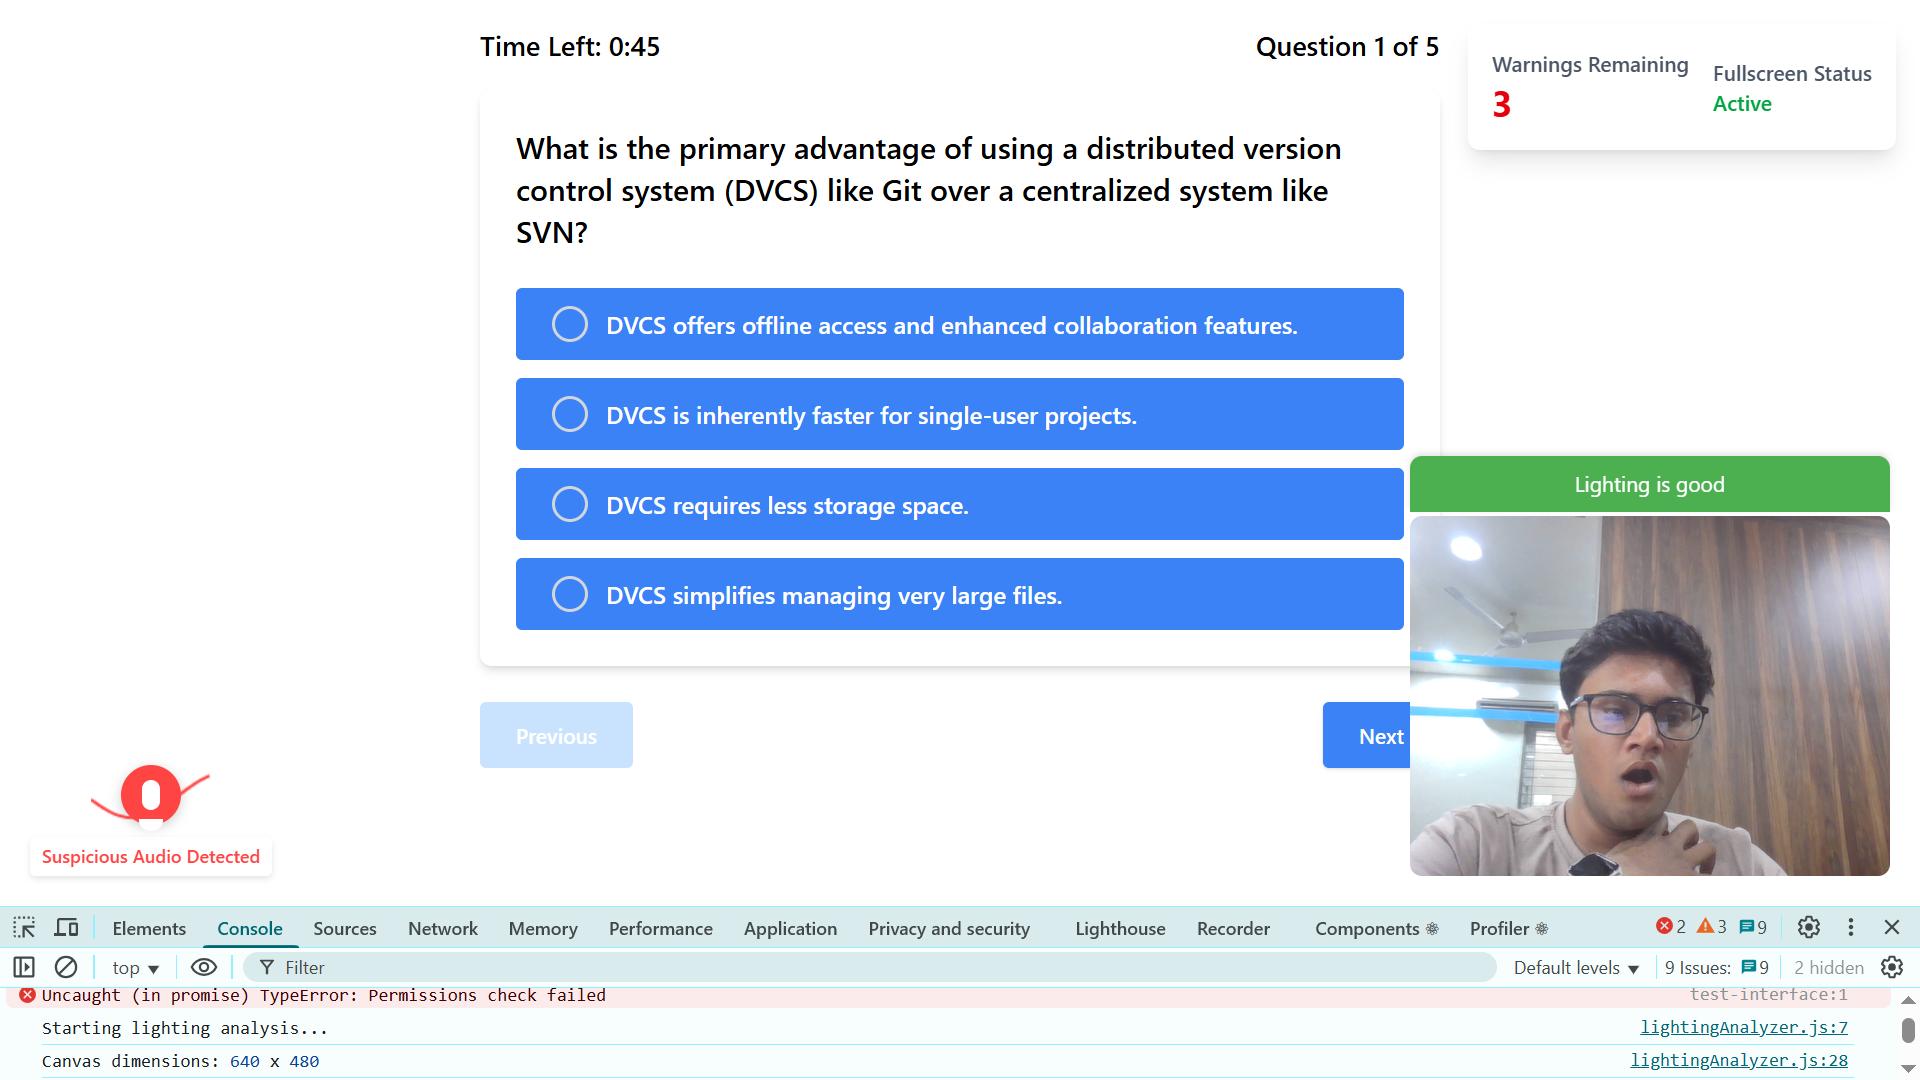 Time Left: 0:45
Question 1 of 5
Warnings Remaining
3
Fullscreen Status
Active
What is the primary advantage of using a distributed version
control system (DVCS) like Git over a centralized system like
SVN?
DVCS offers offline access and enhanced collaboration features.
DVCS is inherently faster for single-user projects.
DVCS requires less storage space.
DVCS simplifies managing very large files.
Lighting is good
Previous
Next
Suspicious Audio Detected
Elements Console Sources Network Memory Performance Application Privacy and security Lighthouse Recorder Components Profiler 2 3 9
top Filter Default levels 9 Issues: 9 2 hidden
Uncaught (in promise) TypeError: Permissions check failed test-interface:1
Starting lighting analysis... lightingAnalyzer.js:7
Canvas dimensions: 640 x 480 lightingAnalyzer.js:28